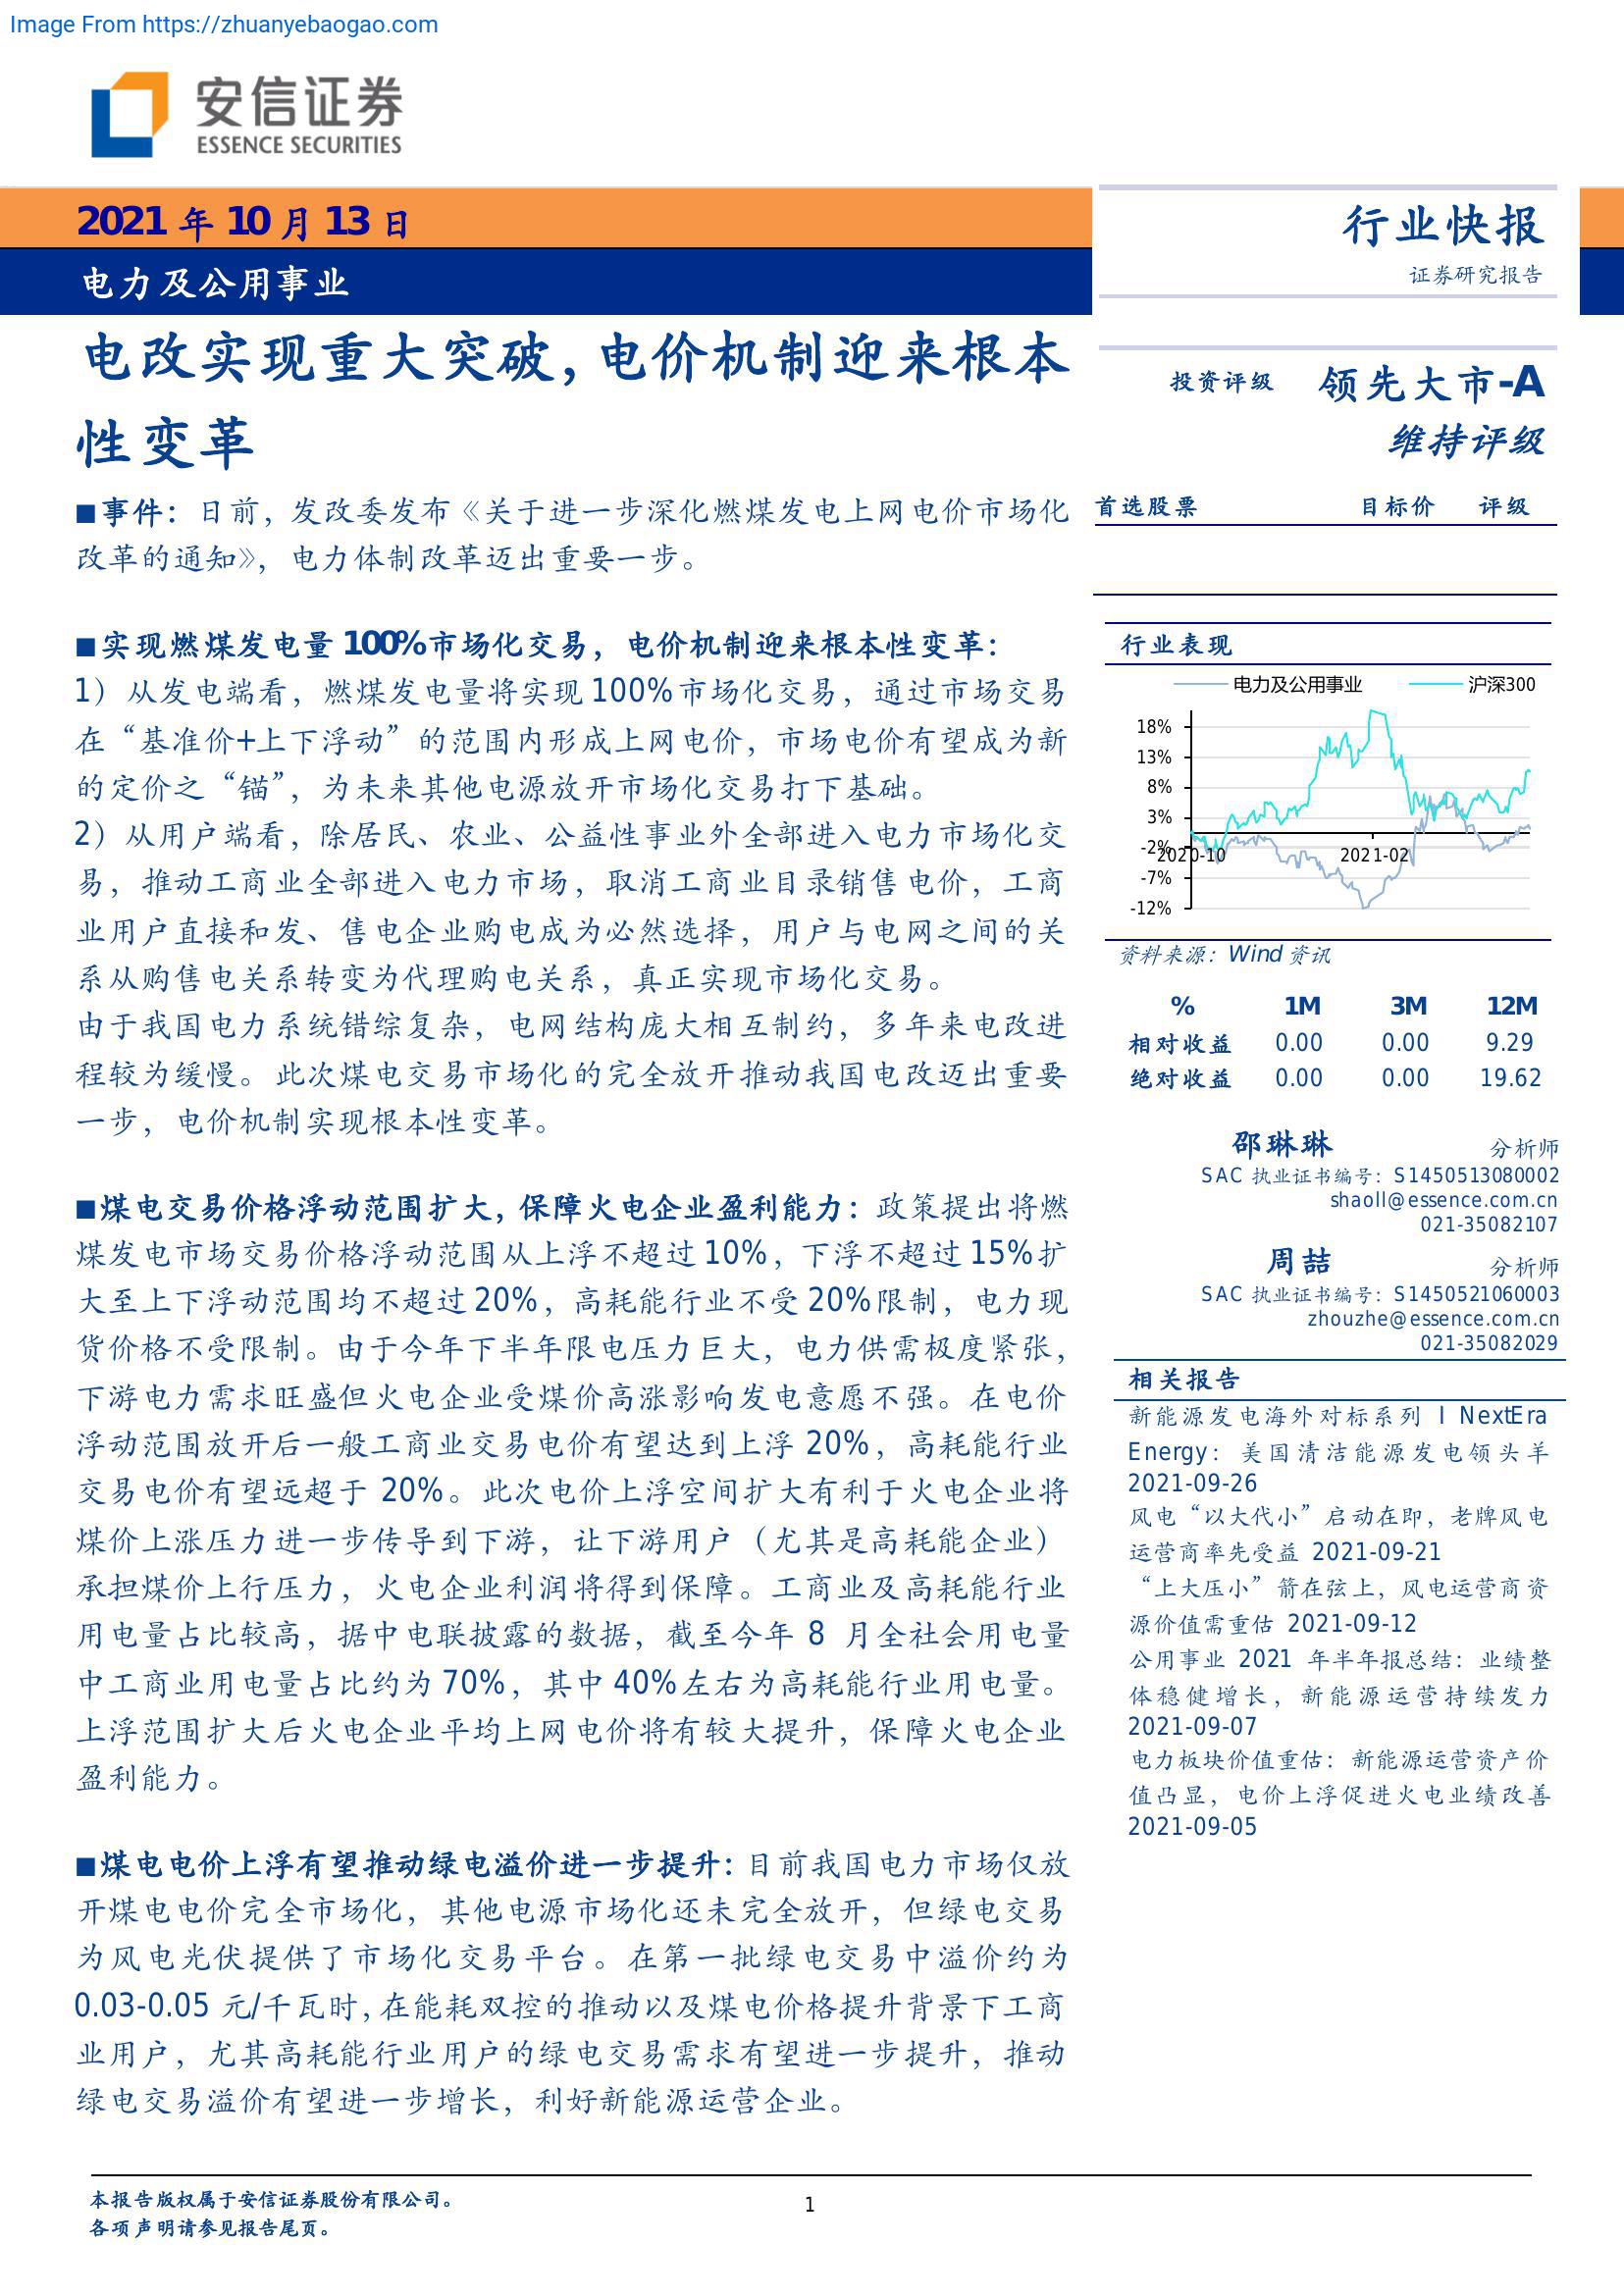 Image From https://zhuanyebaogao.com
安信证券
ESSENCE SECURITIES
2021 年 10 月 13 日
电力及公用事业
行业快报
证券研究报告
电改实现重大突破，电价机制迎来根本
性变革
■事件：日前，发改委发布《关于进一步深化燃煤发电上网电价市场化
改革的通知》，电力体制改革迈出重要一步。
■实现燃煤发电量 100%市场化交易，电价机制迎来根本性变革：
1）从发电端看，燃煤发电量将实现 100%市场化交易，通过市场交易
在“基准价+上下浮动”的范围内形成上网电价，市场电价有望成为新
的定价之“锚”，为未来其他电源放开市场化交易打下基础。
2）从用户端看，除居民、农业、公益性事业外全部进入电力市场化交
易，推动工商业全部进入电力市场，取消工商业目录销售电价，工商
业用户直接和发、售电企业购电成为必然选择，用户与电网之间的关
系从购售电关系转变为代理购电关系，真正实现市场化交易。
由于我国电力系统错综复杂，电网结构庞大相互制约，多年来电改进
程较为缓慢。此次煤电交易市场化的完全放开推动我国电改迈出重要
一步，电价机制实现根本性变革。
■煤电交易价格浮动范围扩大，保障火电企业盈利能力：政策提出将燃
煤发电市场交易价格浮动范围从上浮不超过 10%，下浮不超过 15%扩
大至上下浮动范围均不超过 20%，高耗能行业不受 20%限制，电力现
货价格不受限制。由于今年下半年限电压力巨大，电力供需极度紧张，
下游电力需求旺盛但火电企业受煤价高涨影响发电意愿不强。在电价
浮动范围放开后一般工商业交易电价有望达到上浮 20%，高耗能行业
交易电价有望远超于 20%。此次电价上浮空间扩大有利于火电企业将
煤价上涨压力进一步传导到下游，让下游用户（尤其是高耗能企业）
承担煤价上行压力，火电企业利润将得到保障。工商业及高耗能行业
用电量占比较高，据中电联披露的数据，截至今年 8 月全社会用电量
中工商业用电量占比约为 70%，其中 40%左右为高耗能行业用电量。
上浮范围扩大后火电企业平均上网电价将有较大提升，保障火电企业
盈利能力。
■煤电电价上浮有望推动绿电溢价进一步提升：目前我国电力市场仅放
开煤电电价完全市场化，其他电源市场化还未完全放开，但绿电交易
为风电光伏提供了市场化交易平台。在第一批绿电交易中溢价约为
0.03-0.05 元/千瓦时，在能耗双控的推动以及煤电价格提升背景下工商
业用户，尤其高耗能行业用户的绿电交易需求有望进一步提升，推动
绿电交易溢价有望进一步增长，利好新能源运营企业。
投资评级 领先大市-A
维持评级
首选股票 目标价 评级
行业表现
电力及公用事业 沪深300
18%
13%
8%
3%
-2%
-7%
-12%
2020-10 2021-02
资料来源：Wind 资讯
% 1M 3M 12M
相对收益 0.00 0.00 9.29
绝对收益 0.00 0.00 19.62
邵琳琳 分析师
SAC 执业证书编号：S1450513080002
shaoll@essence.com.cn
021-35082107
周喆 分析师
SAC 执业证书编号：S1450521060003
zhouzhe@essence.com.cn
021-35082029
相关报告
新能源发电海外对标系列 I NextEra
Energy：美国清洁能源发电领头羊
2021-09-26
风电“以大代小”启动在即，老牌风电
运营商率先受益 2021-09-21
“上大压小”箭在弦上，风电运营商资
源价值需重估 2021-09-12
公用事业 2021 年半年报总结：业绩整
体稳健增长，新能源运营持续发力
2021-09-07
电力板块价值重估：新能源运营资产价
值凸显，电价上浮促进火电业绩改善
2021-09-05
本报告版权属于安信证券股份有限公司。
各项声明请参见报告尾页。
1